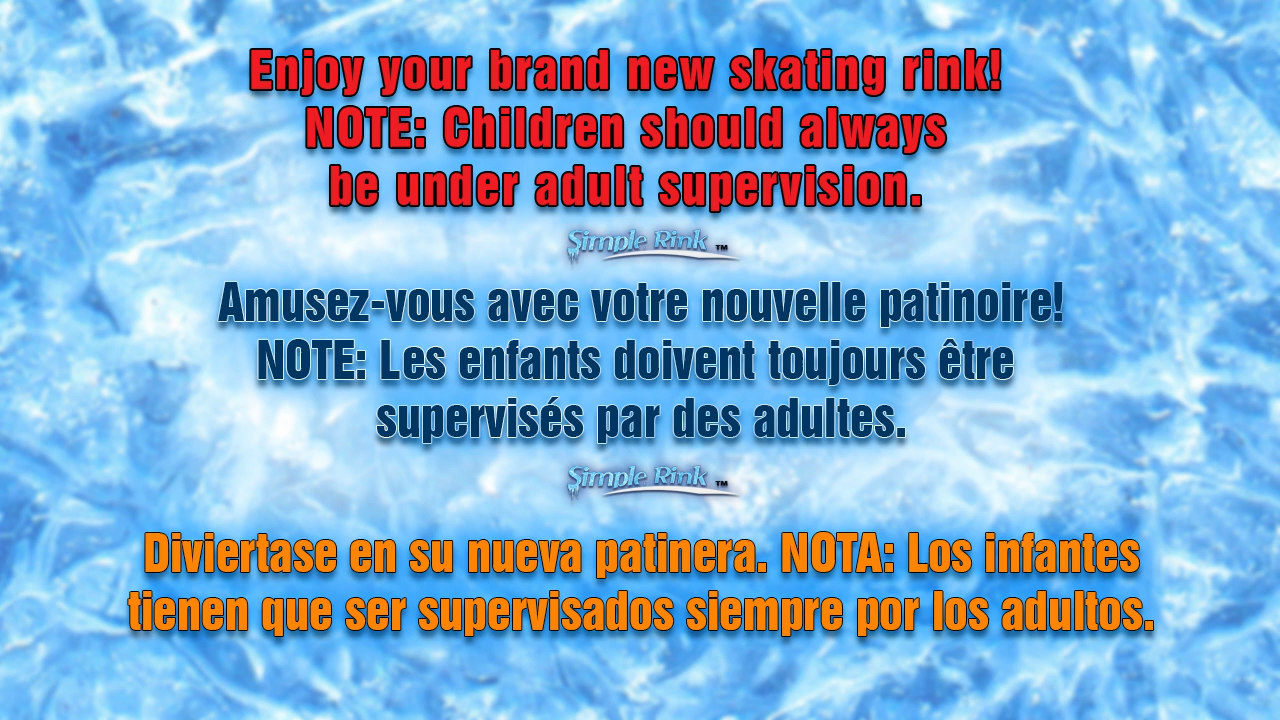 Enjoy your brand new skating rink!
NOTE: Children should always
be under adult supervision.
Simple Rink ™
Amusez-vous avec votre nouvelle patinoire!
NOTE: Les enfants doivent toujours être
supervisés par des adultes.
Simple Rink ™
Diviertase en su nueva patinera. NOTA: Los infantes
tienen que ser supervisados siempre por los adultos.